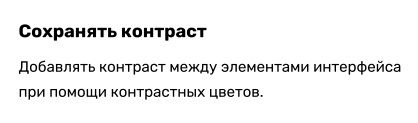 Сохранять контраст
Добавлять контраст между элементами интерфейса
при помощи контрастных цветов.